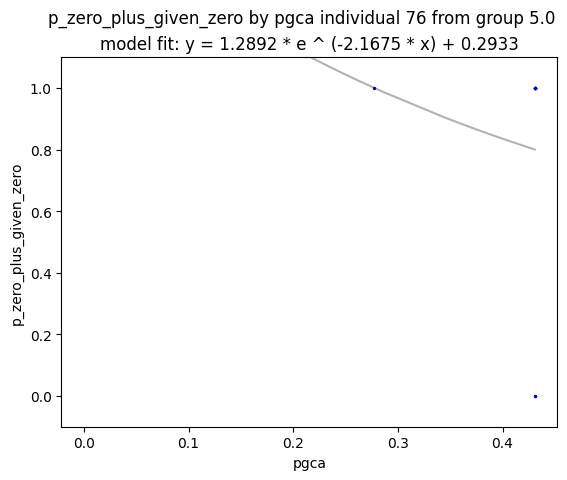 p_zero_plus_given_zero by pgca individual 76 from group 5.0
model fit: y = 1.2892 * e ^ (-2.1675 * x) + 0.2933
1.0
0.8
0.6
0.4
0.2
0.0
p_zero_plus_given_zero
0.0 0.1 0.2 0.3 0.4
pgca